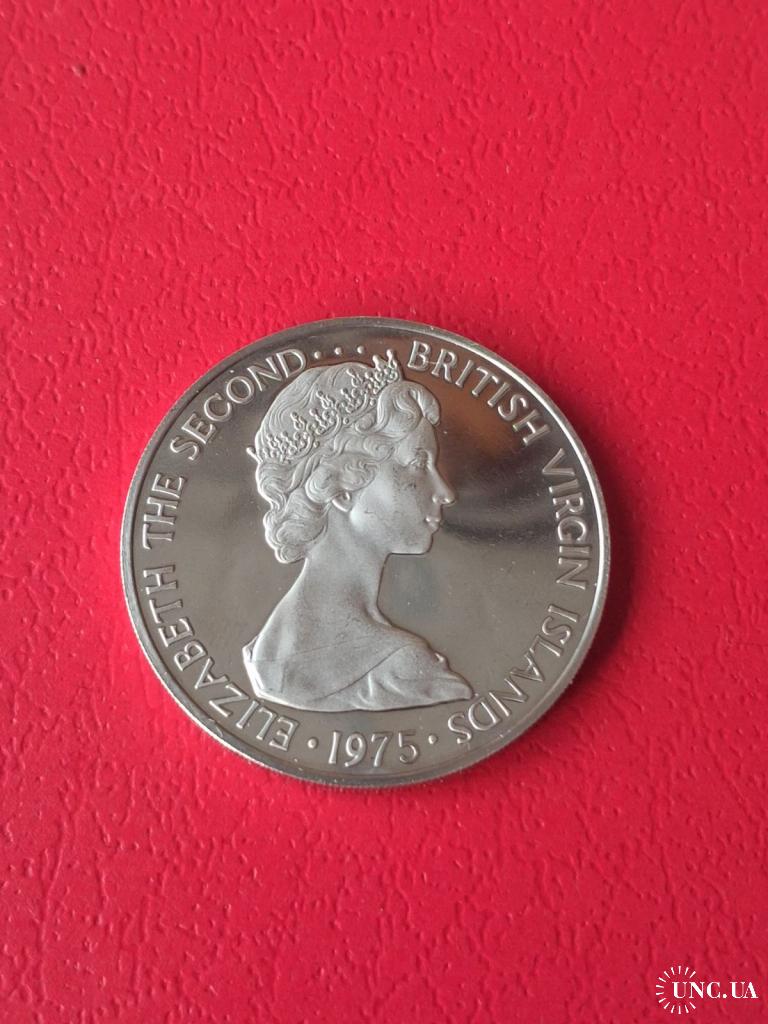 ELIZABETH THE SECOND... BRITISH VIRGIN ISLANDS
· 1975 ·
UNC.UA